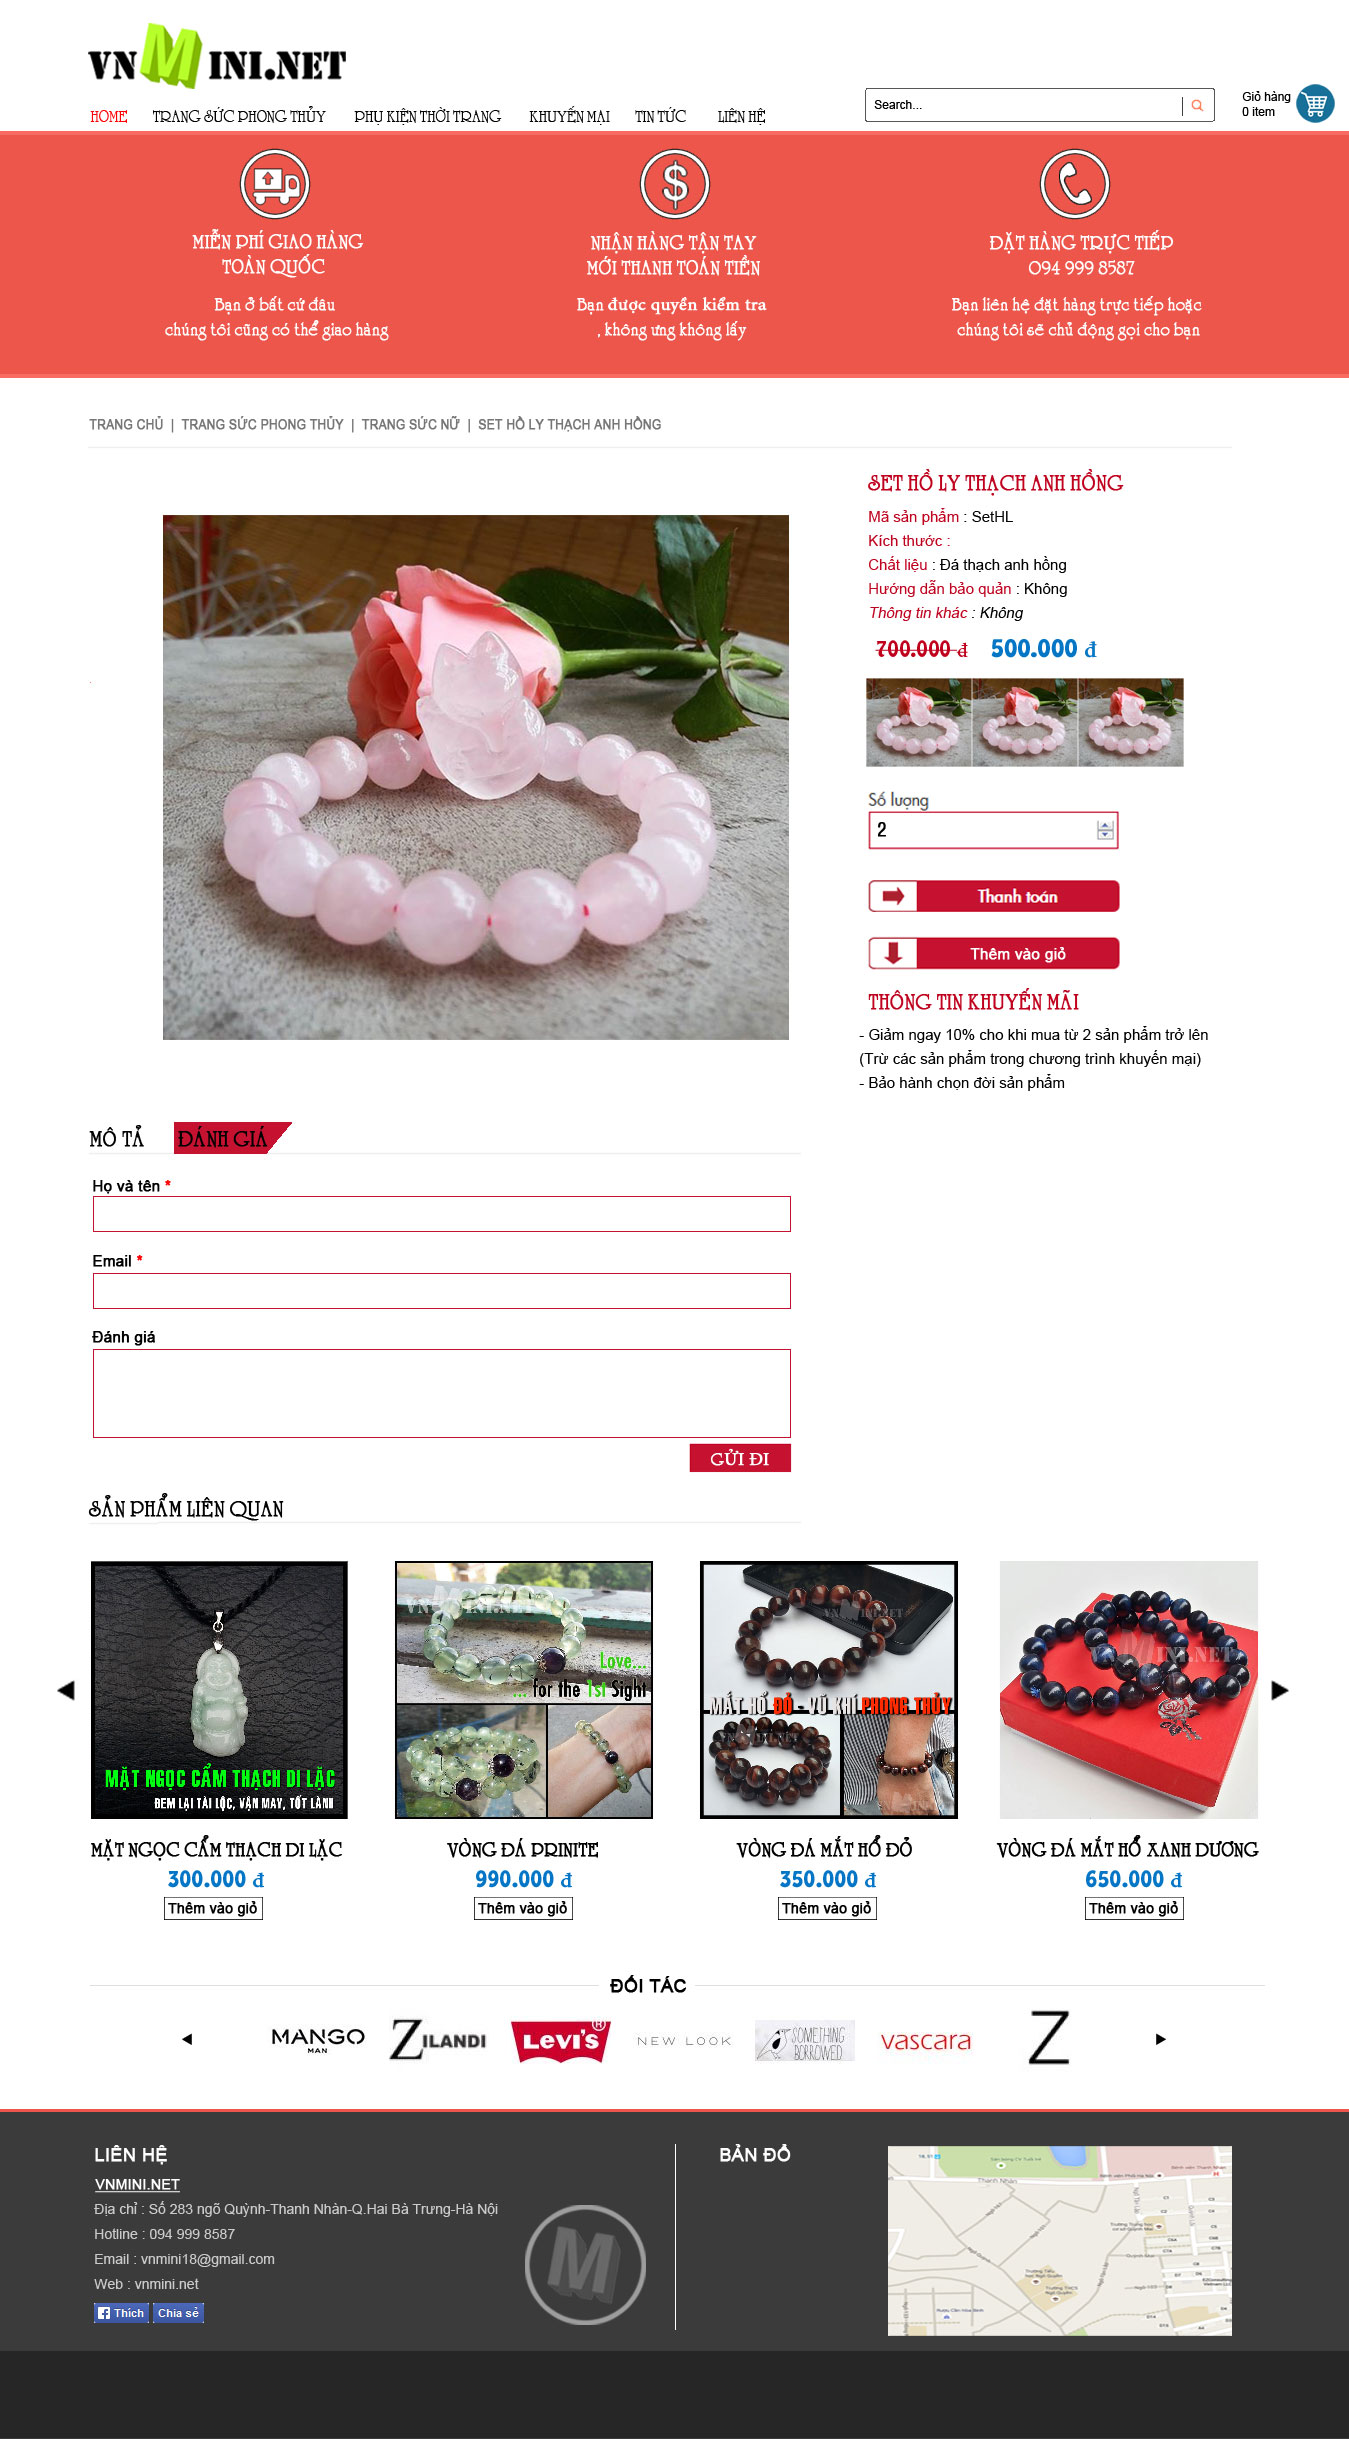 VNMINI.NET
HOME TRANG SỨC PHONG THỦY PHỤ KIỆN THỜI TRANG KHUYẾN MẠI TIN TỨC LIÊN HỆ
Search...
Giỏ hàng
0 item
MIỄN PHÍ GIAO HÀNG
TOÀN QUỐC
Bạn ở bất cứ đâu
chúng tôi cũng có thể giao hàng
NHẬN HÀNG TẬN TAY
MỚI THANH TOÁN TIỀN
Bạn được quyền kiểm tra
, không ưng không lấy
ĐẶT HÀNG TRỰC TIẾP
094 999 8587
Bạn liên hệ đặt hàng trực tiếp hoặc
chúng tôi sẽ chủ động gọi cho bạn
TRANG CHỦ | TRANG SỨC PHONG THỦY | TRANG SỨC NỮ | SET HỒ LY THẠCH ANH HỒNG
SET HỒ LY THẠCH ANH HỒNG
Mã sản phẩm : SetHL
Kích thước :
Chất liệu : Đá thạch anh hồng
Hướng dẫn bảo quản : Không
Thông tin khác : Không
700.000 đ 500.000 đ
Số lượng
2
Thanh toán
Thêm vào giỏ
THÔNG TIN KHUYẾN MÃI
- Giảm ngay 10% cho khi mua từ 2 sản phẩm trở lên
(Trừ các sản phẩm trong chương trình khuyến mại)
- Bảo hành chọn đời sản phẩm
MÔ TẢ ĐÁNH GIÁ
Họ và tên *
Email *
Đánh giá
GỬI ĐI
SẢN PHẨM LIÊN QUAN
MẶT NGỌC CẨM THẠCH DI LẶC
ĐEM LẠI TÀI LỘC, VẬN MAY, TỐT LÀNH
VNMINI.NET
Love...
... for the 1st Sight
VNMINI.NET
MẮT HỔ ĐỎ - VŨ KHÍ PHONG THỦY
VNMINI.NET
MẶT NGỌC CẨM THẠCH DI LẶC
300.000 đ
Thêm vào giỏ
VÒNG ĐÁ PRINITE
990.000 đ
Thêm vào giỏ
VÒNG ĐÁ MẮT HỔ ĐỎ
350.000 đ
Thêm vào giỏ
VÒNG ĐÁ MẮT HỔ XANH DƯƠNG
650.000 đ
Thêm vào giỏ
ĐỐI TÁC
MANGO
MAN
ZILANDI
LEVI'S
NEW LOOK
SOMETHING
BORROWED
vascara
Z
LIÊN HỆ
VNMINI.NET
Địa chỉ : Số 283 ngõ Quỳnh-Thanh Nhàn-Q.Hai Bà Trưng-Hà Nội
Hotline : 094 999 8587
Email : vnmini18@gmail.com
Web : vnmini.net
Thích Chia sẻ
M
BẢN ĐỒ
Thanh Nhàn